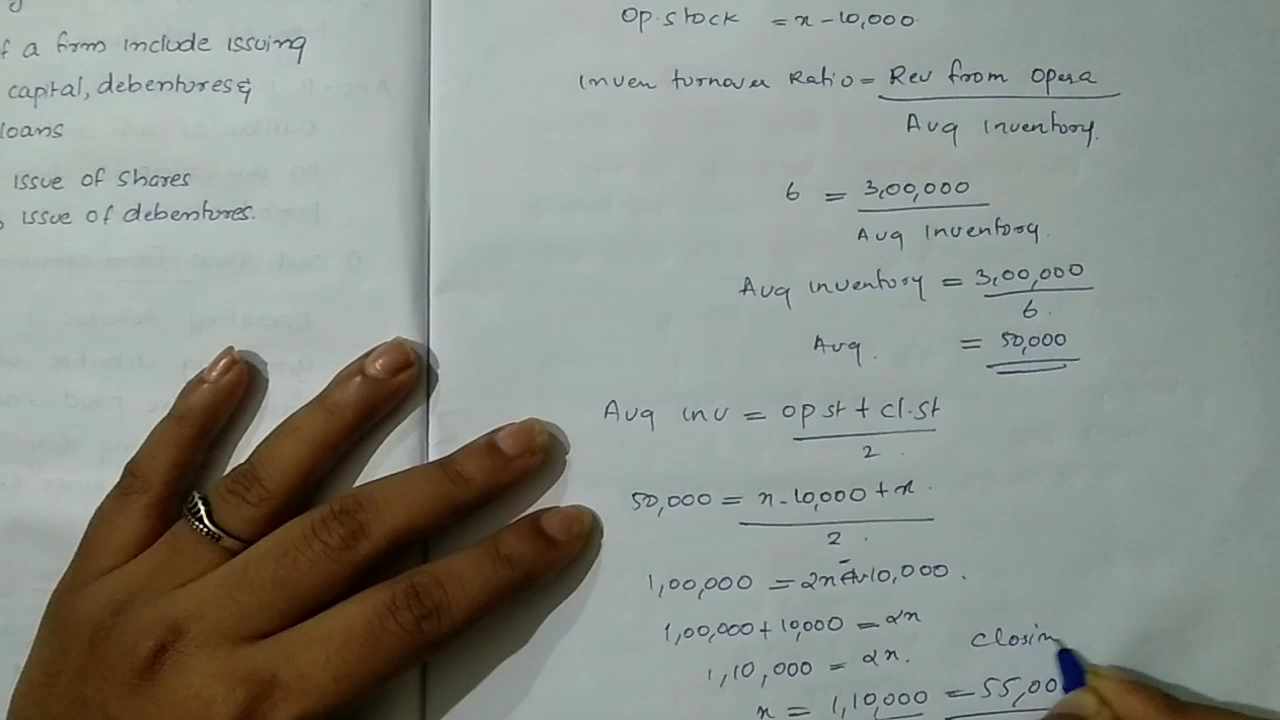 f a firm include issuing
capital, debentures &
loans
issue of shares
issue of debentures.
Op. stock = x - 10,000
Inven turnover Ratio = Rev from opera
Avg Inventory.
6 = 3,00,000
Avg Inventory.
Avg inventory = 3,00,000
6.
Avg. = 50,000
Avg inv = op st + cl. st
2
50,000 = x - 10,000 + x.
2
1,00,000 = 2x - 10,000.
1,00,000 + 10,000 = 2x
1,10,000 = 2x.
Closin
x = 1,10,000 = 55,00